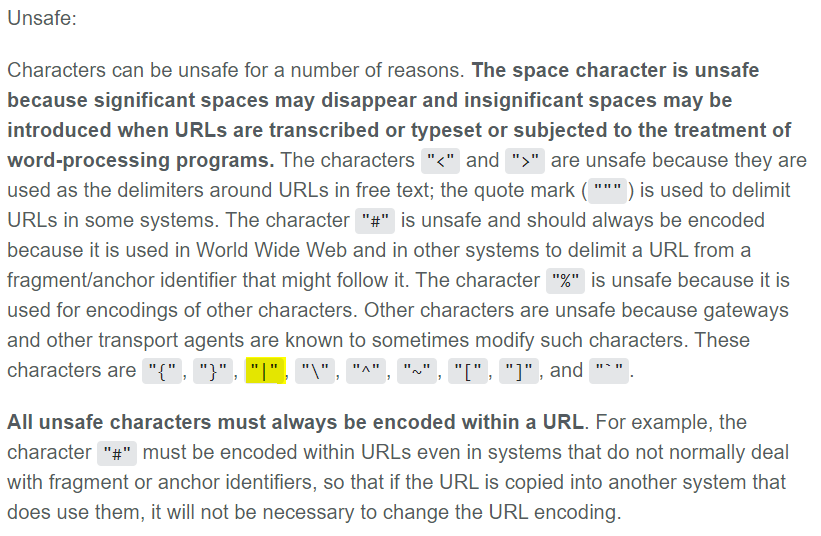 Unsafe:
Characters can be unsafe for a number of reasons. The space character is unsafe
because significant spaces may disappear and insignificant spaces may be
introduced when URLs are transcribed or typeset or subjected to the treatment of
word-processing programs. The characters "<" and ">" are unsafe because they are
used as the delimiters around URLs in free text; the quote mark (""") is used to delimit
URLs in some systems. The character "#" is unsafe and should always be encoded
because it is used in World Wide Web and in other systems to delimit a URL from a
fragment/anchor identifier that might follow it. The character "%" is unsafe because it is
used for encodings of other characters. Other characters are unsafe because gateways
and other transport agents are known to sometimes modify such characters. These
characters are "{", "}", "|", "\", "^", "~", "[", "]", and "`".
All unsafe characters must always be encoded within a URL. For example, the
character "#" must be encoded within URLs even in systems that do not normally deal
with fragment or anchor identifiers, so that if the URL is copied into another system that
does use them, it will not be necessary to change the URL encoding.